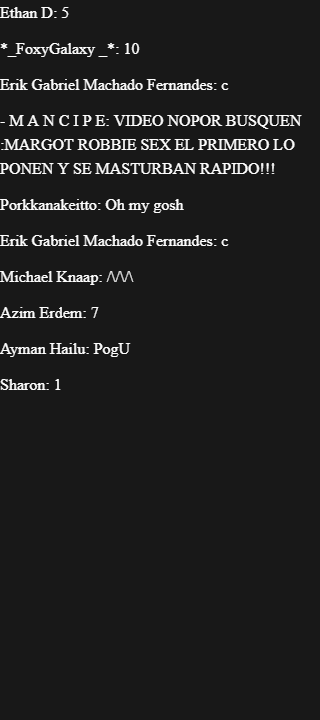 Ethan D: 5
*_FoxyGalaxy _*: 10
Erik Gabriel Machado Fernandes: c
- M A N C I P E: VIDEO NOPOR BUSQUEN
:MARGOT ROBBIE SEX EL PRIMERO LO
PONEN Y SE MASTURBAN RAPIDO!!!
Porkkanakeitto: Oh my gosh
Erik Gabriel Machado Fernandes: c
Michael Knaap: /\/\/\
Azim Erdem: 7
Ayman Hailu: PogU
Sharon: 1